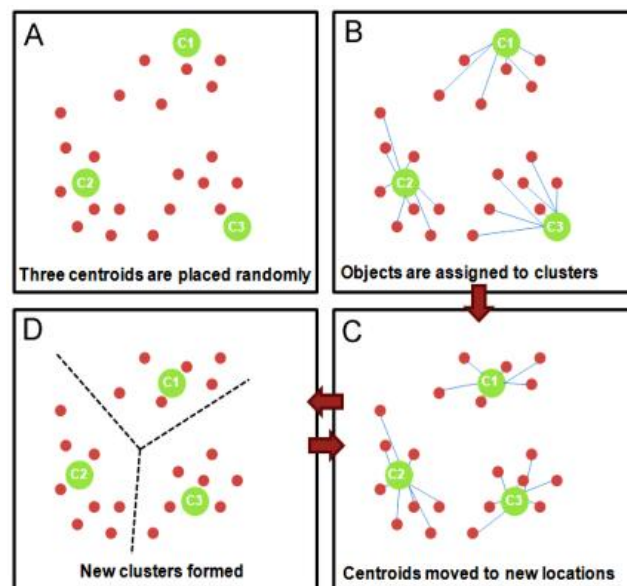 A
C1
C2
C3
Three centroids are placed randomly
B
C1
C2
C3
Objects are assigned to clusters
D
C1
C2
C3
New clusters formed
C
C1
C2
C3
Centroids moved to new locations